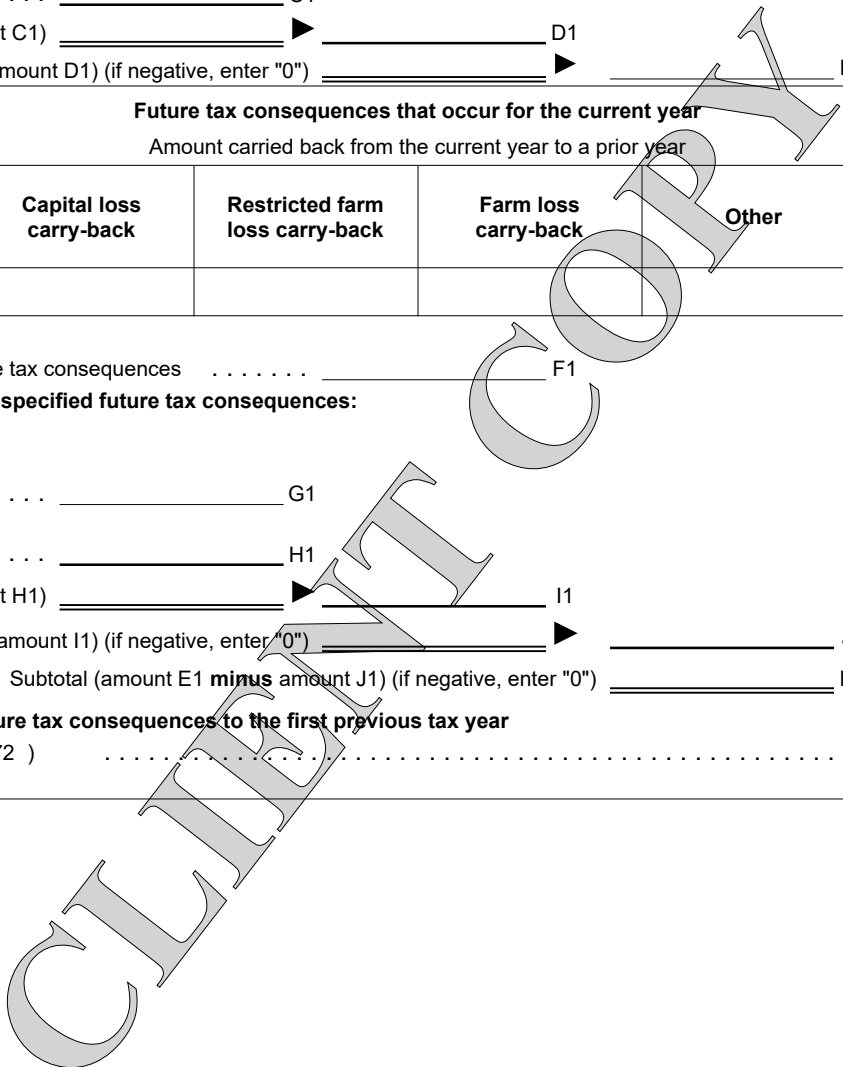 t C1) D1
mount D1) (if negative, enter "0")
Future tax consequences that occur for the current year
Amount carried back from the current year to a prior year
Capital loss carry-back
Restricted farm loss carry-back
Farm loss carry-back
Other
e tax consequences . . . . . . . F1
specified future tax consequences:
. . . G1
. . . H1
t H1) I1
amount I1) (if negative, enter "0")
Subtotal (amount E1 minus amount J1) (if negative, enter "0")
ure tax consequences to the first previous tax year
72 ) . . . . . . . . . . . . . . . . . . . . . . . . . . . . . . . . . . . . . . . . . . . . . . . . . . . .
CLIENT COPY